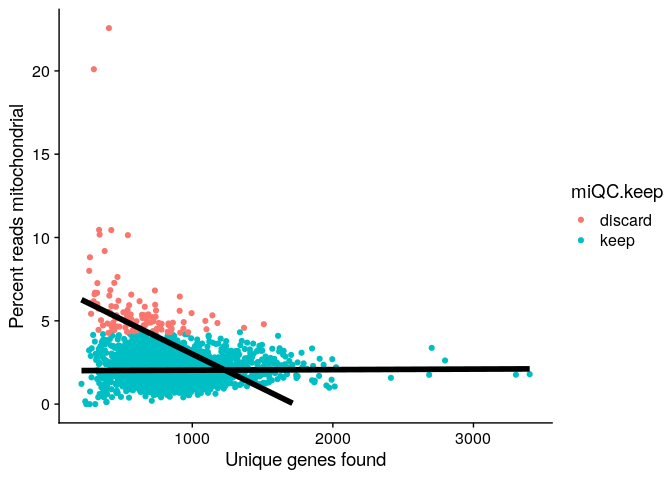 Percent reads mitochondrial
20
15
10
5
0
1000 2000 3000
Unique genes found
miQC.keep
discard
keep